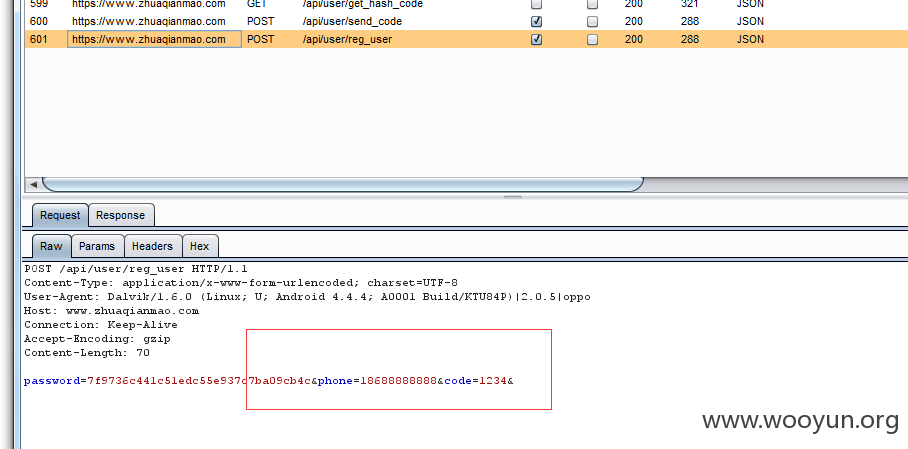 599 https://www.zhuaqianmao.com GET /api/user/get_hash_code 200 321 JSON
600 https://www.zhuaqianmao.com POST /api/user/send_code 200 288 JSON
601 https://www.zhuaqianmao.com POST /api/user/reg_user 200 288 JSON
Request Response
Raw Params Headers Hex
POST /api/user/reg_user HTTP/1.1
Content-Type: application/x-www-form-urlencoded; charset=UTF-8
User-Agent: Dalvik/1.6.0 (Linux; U; Android 4.4.4; A0001 Build/KTU84P)|2.0.5|oppo
Host: www.zhuaqianmao.com
Connection: Keep-Alive
Accept-Encoding: gzip
Content-Length: 70
password=7f9736c441c51edc55e937c7ba09cb4c&phone=18688888888&code=1234&
www.wooyun.org